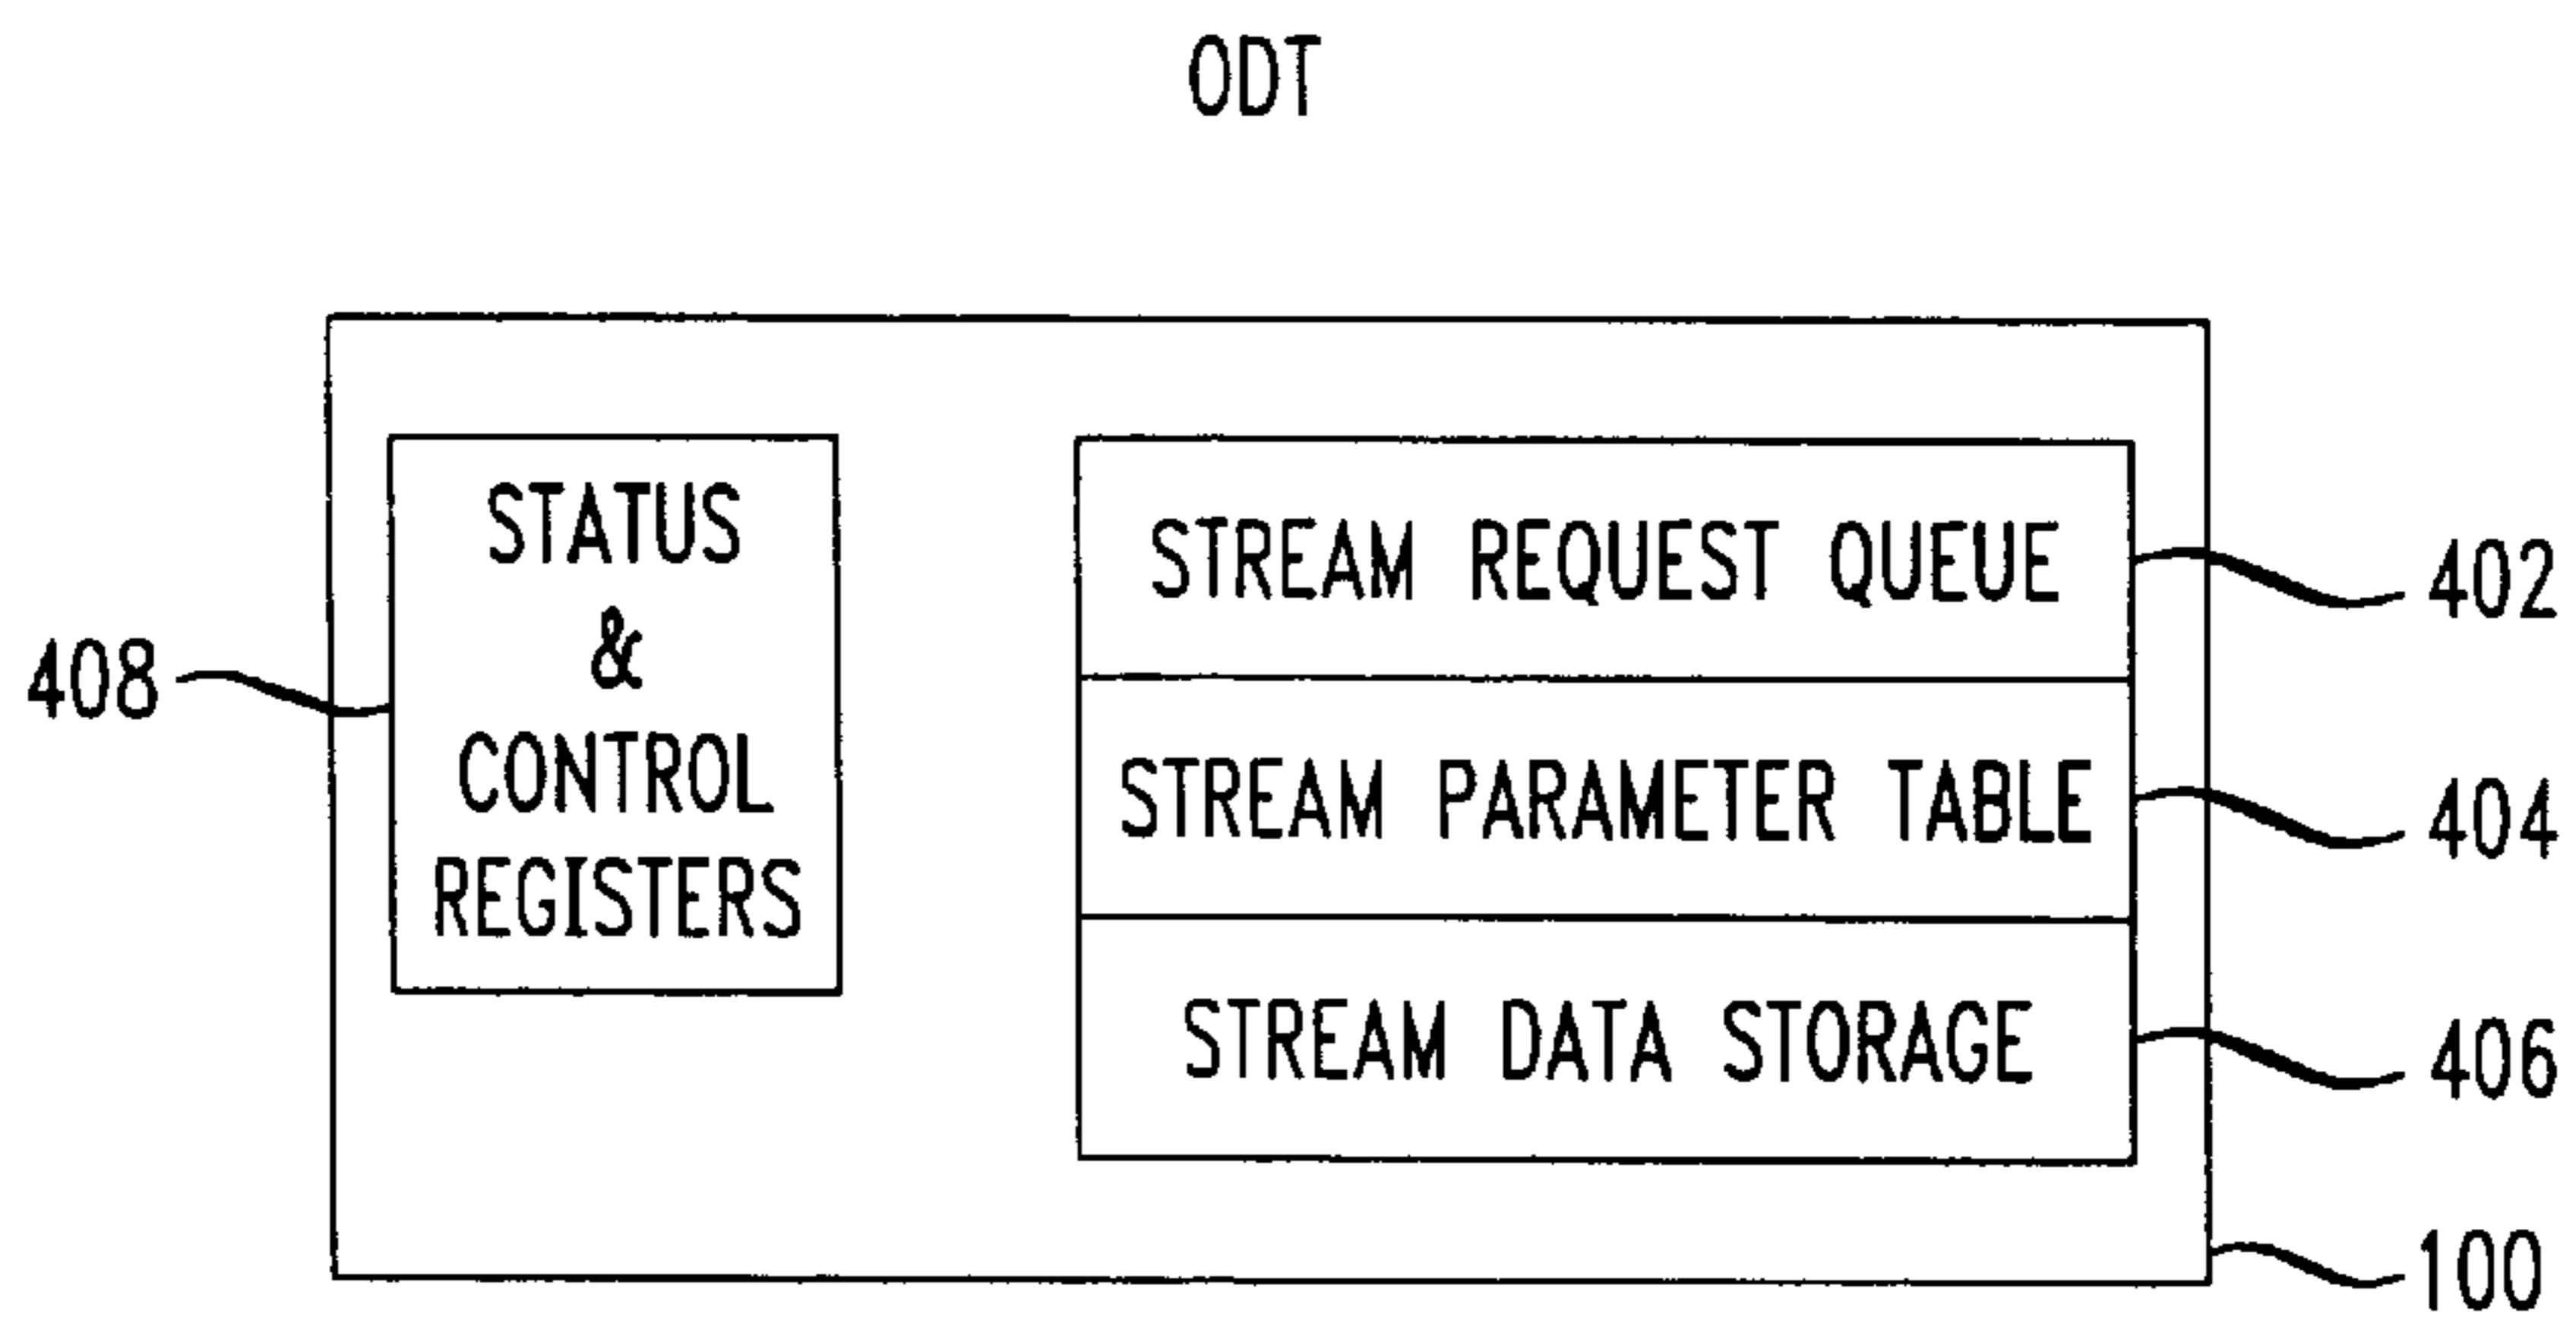 ODT
STATUS
&
CONTROL
REGISTERS
408
STREAM REQUEST QUEUE
402
STREAM PARAMETER TABLE
404
STREAM DATA STORAGE
406
100